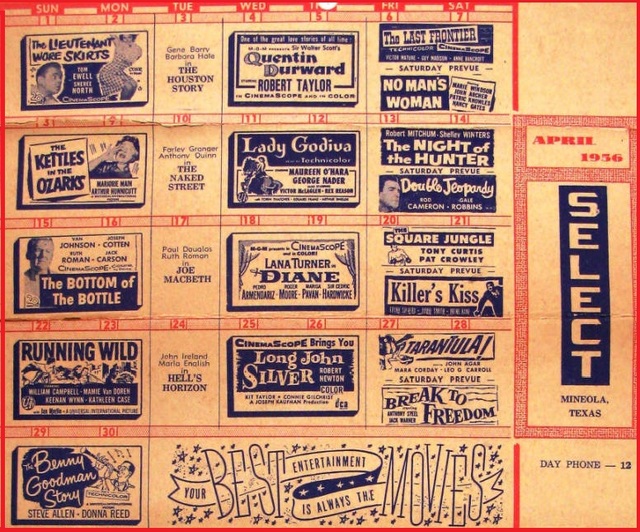 SUN MON TUE WED THU FRI SAT
1 2 3 4 5 6 7
The LIEUTENANT
WORE SKIRTS
TOM
EWELL
SHEREE
NORTH
CINEMASCOPE
Gene Barry
Barbara Hale
in
THE
HOUSTON
STORY
One of the great love stories of all time!
M-G-M PRESENTS Sir Walter Scott's
Quentin
Durward
STARRING
ROBERT TAYLOR
IN CINEMASCOPE AND IN COLOR
The LAST FRONTIER
TECHNICOLOR CINEMASCOPE
VICTOR MATURE - GUY MADISON - ANNE BANCROFT
SATURDAY PREVUE
NO MAN'S
WOMAN
MARIE WINDSOR
JOHN ARCHER
PATRIC KNOWLES
NANCY GATES
8 9 10 11 12 13 14
THE
KETTLES
IN THE
OZARKS
MARJORIE MAIN
ARTHUR HUNNICUTT
Farley Granger
Anthony Quinn
in
THE
NAKED
STREET
Lady Godiva
Technicolor
MAUREEN O'HARA
GEORGE NADER
VICTOR McLAGLEN - REX REASON
Robert MITCHUM - Shelley WINTERS
The NIGHT of
the HUNTER
SATURDAY PREVUE
Double Jeopardy
ROD GALE
CAMERON - ROBBINS
15 16 17 18 19 20 21
VAN JOSEPH
JOHNSON - COTTEN
RUTH JACK
ROMAN - CARSON
CINEMASCOPE
The BOTTOM of
The BOTTLE
Paul Douglas
Ruth Roman
in
JOE
MACBETH
M-G-M presents in CINEMASCOPE
and in COLOR!
LANA TURNER
DIANE
PEDRO ROGER MARISA SIR CEDRIC
ARMENDARIZ - MOORE - PAVAN - HARDWICKE
THE
SQUARE JUNGLE
TONY CURTIS
PAT CROWLEY
SATURDAY PREVUE
Killer's Kiss
22 23 24 25 26 27 28
RUNNING WILD
WILLIAM CAMPBELL - MAMIE VAN DOREN
KEENAN WYNN - KATHLEEN CASE
A UNIVERSAL-INTERNATIONAL PICTURE
John Ireland
Marla English
in
HELL'S
HORIZON
CINEMASCOPE Brings You
Long John
SILVER
ROBERT
NEWTON
COLOR
KIT TAYLOR - CONNIE GILCHRIST
A JOSEPH KAUFMAN Production
dca
TARANTULA!
JOHN AGAR
MARA CORDAY - LEO G. CARROLL
SATURDAY PREVUE
BREAK TO
FREEDOM
ANTHONY STEEL
JACK WARNER
29 30
The
Benny
Goodman
Story
TECHNICOLOR
STEVE ALLEN - DONNA REED
YOUR BEST ENTERTAINMENT
IS ALWAYS THE MOVIES
APRIL
1956
SELECT
MINEOLA,
TEXAS
DAY PHONE — 12